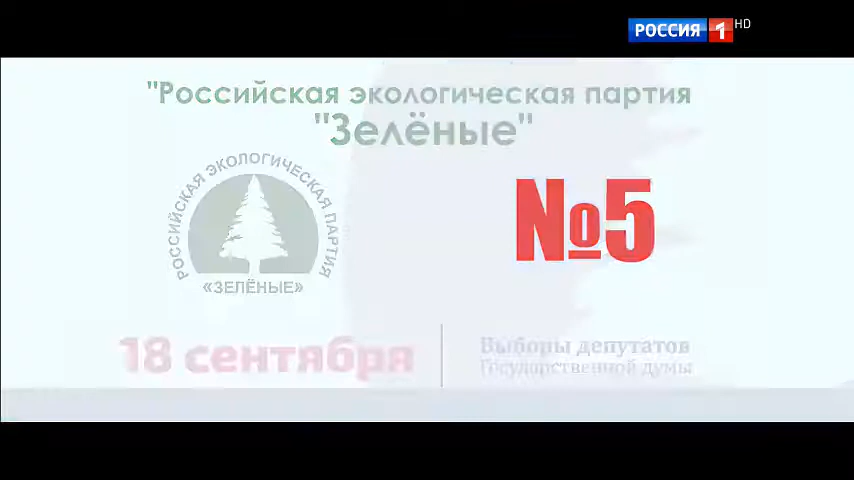 РОССИЯ 1 HD
"Российская экологическая партия
"Зелёные"
РОССИЙСКАЯ ЭКОЛОГИЧЕСКАЯ ПАРТИЯ
«ЗЕЛЁНЫЕ»
№5
18 сентября
Выборы депутатов
Государственной думы